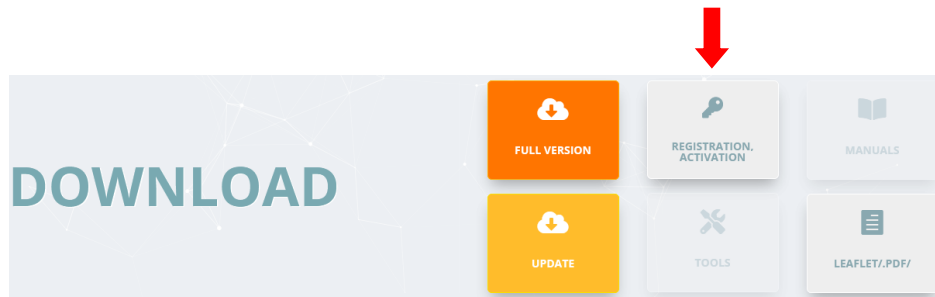 DOWNLOAD
FULL VERSION
REGISTRATION,
ACTIVATION
MANUALS
UPDATE
TOOLS
LEAFLET/.PDF/